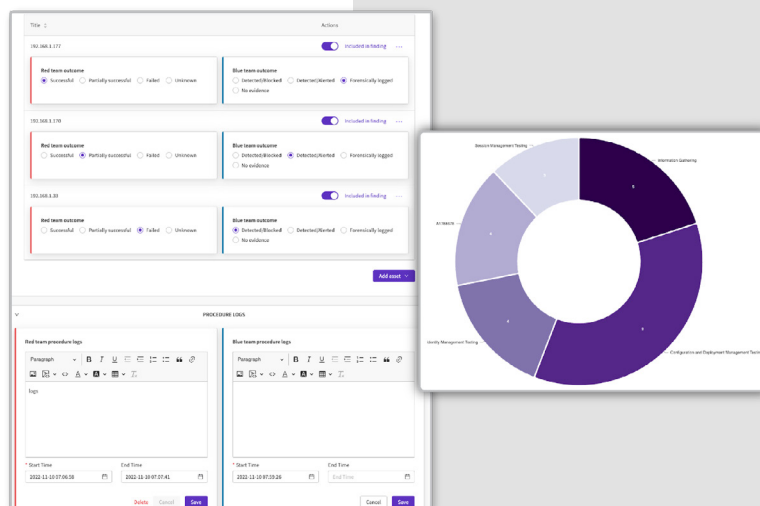 Title
Actions
192.168.1.177
Included in finding
Red team outcome
Successful Partially successful Failed Unknown
Blue team outcome
Detected/Blocked Detected/Alerted Forensically logged
No evidence
192.168.1.179
Included in finding
Red team outcome
Successful Partially successful Failed Unknown
Blue team outcome
Detected/Blocked Detected/Alerted Forensically logged
No evidence
Included in finding
Red team outcome
Successful Partially successful Failed Unknown
Blue team outcome
Detected/Blocked Detected/Alerted Forensically logged
No evidence
Add asset
PROCEDURE LOGS
Red team procedure logs
Paragraph B I U
logs
* Start Time End Time
2022-11-10 07:06:58 2022-11-10 07:07:41
Delete Cancel Save
Blue team procedure logs
Paragraph B I U
* Start Time End Time
2022-11-10 07:59:26 End Time
Cancel Save
Session Management Testing
Information Gathering
5
4
4
9
Identity Management Testing
Configuration and Deployment Management Testin